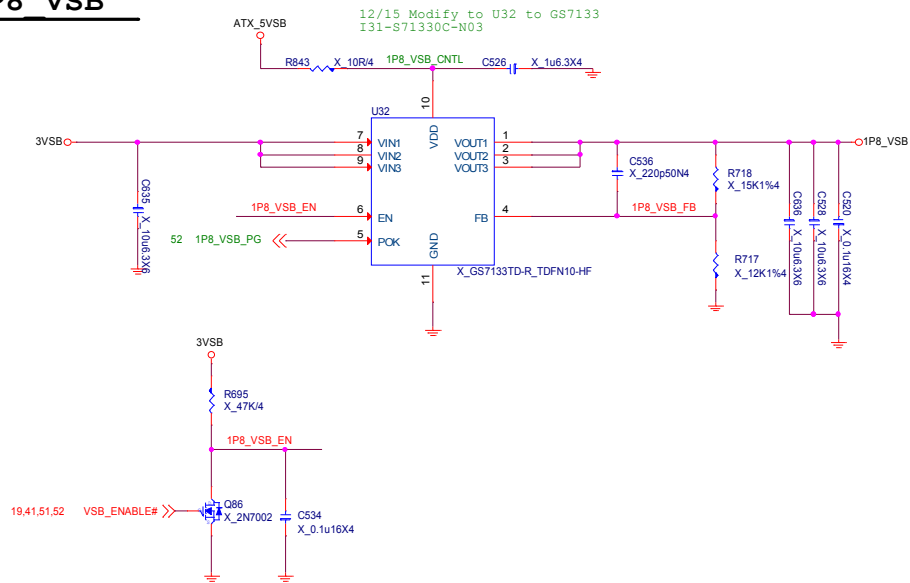 P8_VSB
12/15 Modify to U32 to GS7133
I31-S71330C-N03
ATX_5VSB
R843
X_10R/4
1P8_VSB_CNTL
C526
X_1u6.3X4
U32
10
VDD
3VSB
7
VIN1
8
VIN2
9
VIN3
VOUT1
1
VOUT2
2
VOUT3
3
1P8_VSB
C635
X_10u6.3X6
C536
X_220p50N4
R718
X_15K1%4
1P8_VSB_EN
6
EN
FB
4
1P8_VSB_FB
52
1P8_VSB_PG
5
POK
GND
11
X_GS7133TD-R_TDFN10-HF
R717
X_12K1%4
C636
X_10u6.3X6
C528
X_10u6.3X6
C520
X_0.1u16X4
3VSB
R695
X_47K/4
1P8_VSB_EN
19,41,51,52
VSB_ENABLE#
Q86
X_2N7002
C534
X_0.1u16X4